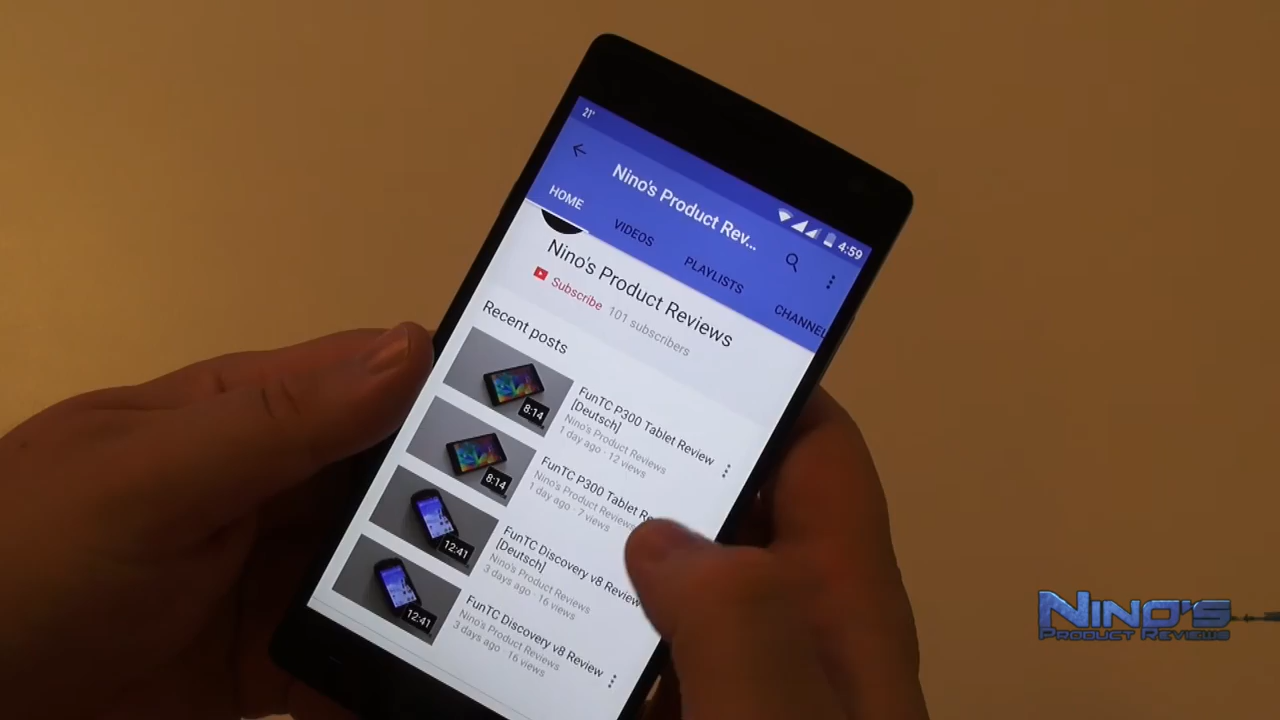 21°
4:59
Nino's Product Rev...
HOME
VIDEOS
PLAYLISTS
CHANNEL
Nino's Product Reviews
Subscribe 101 subscribers
Recent posts
8:14
FunTC P300 Tablet Review
[Deutsch]
Nino's Product Reviews
1 day ago · 12 views
8:14
FunTC P300 Tablet Re
Nino's Product Reviews
1 day ago · 7 views
12:41
FunTC Discovery v8 Review
[Deutsch]
Nino's Product Reviews
3 days ago · 16 views
12:41
FunTC Discovery v8 Review
Nino's Product Reviews
3 days ago · 16 views
NINO'S
PRODUCT REVIEWS